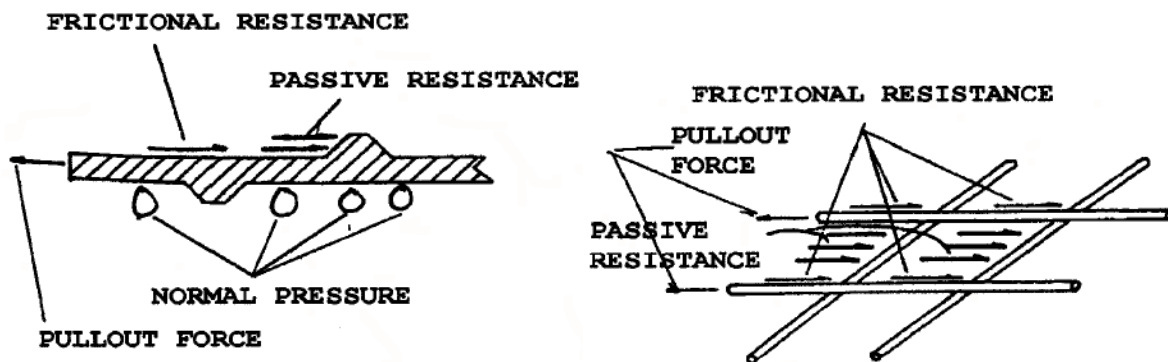 FRICTIONAL RESISTANCE
PASSIVE RESISTANCE
NORMAL PRESSURE
PULLOUT FORCE
FRICTIONAL RESISTANCE
PULLOUT
FORCE
PASSIVE
RESISTANCE